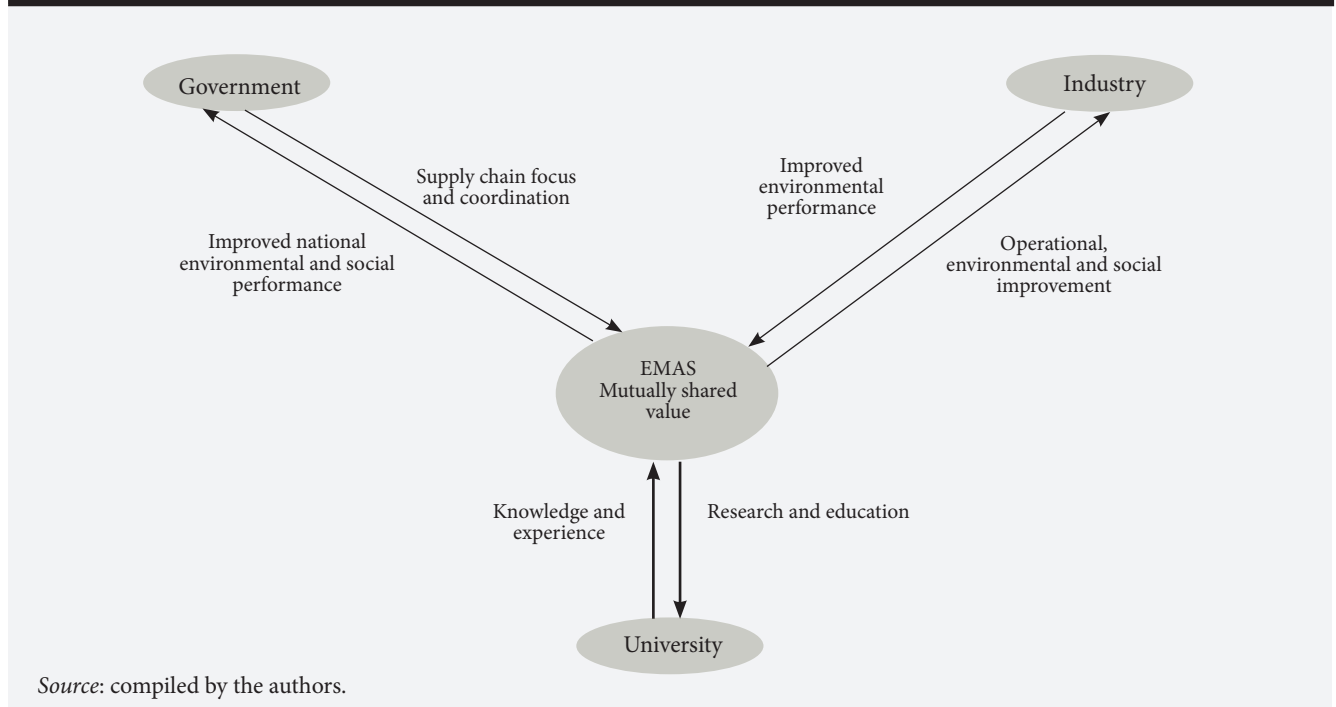 Government
Industry
Supply chain focus
and coordination
Improved
environmental
performance
Improved national
environmental and social
performance
Operational,
environmental and social
improvement
EMAS
Mutually shared
value
Knowledge and
experience
Research and education
University
Source: compiled by the authors.